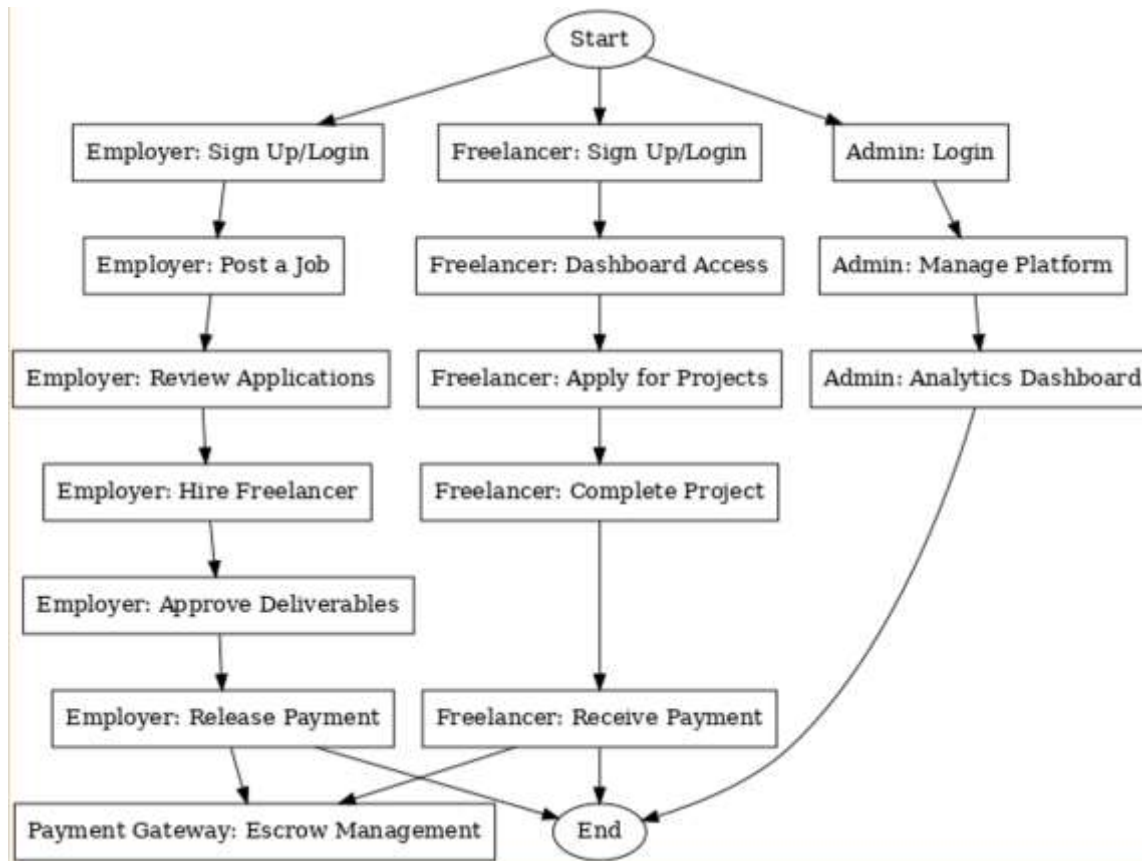 Start
Employer: Sign Up/Login
Freelancer: Sign Up/Login
Admin: Login
Employer: Post a Job
Freelancer: Dashboard Access
Admin: Manage Platform
Employer: Review Applications
Freelancer: Apply for Projects
Admin: Analytics Dashboard
Employer: Hire Freelancer
Freelancer: Complete Project
Employer: Approve Deliverables
Employer: Release Payment
Freelancer: Receive Payment
Payment Gateway: Escrow Management
End